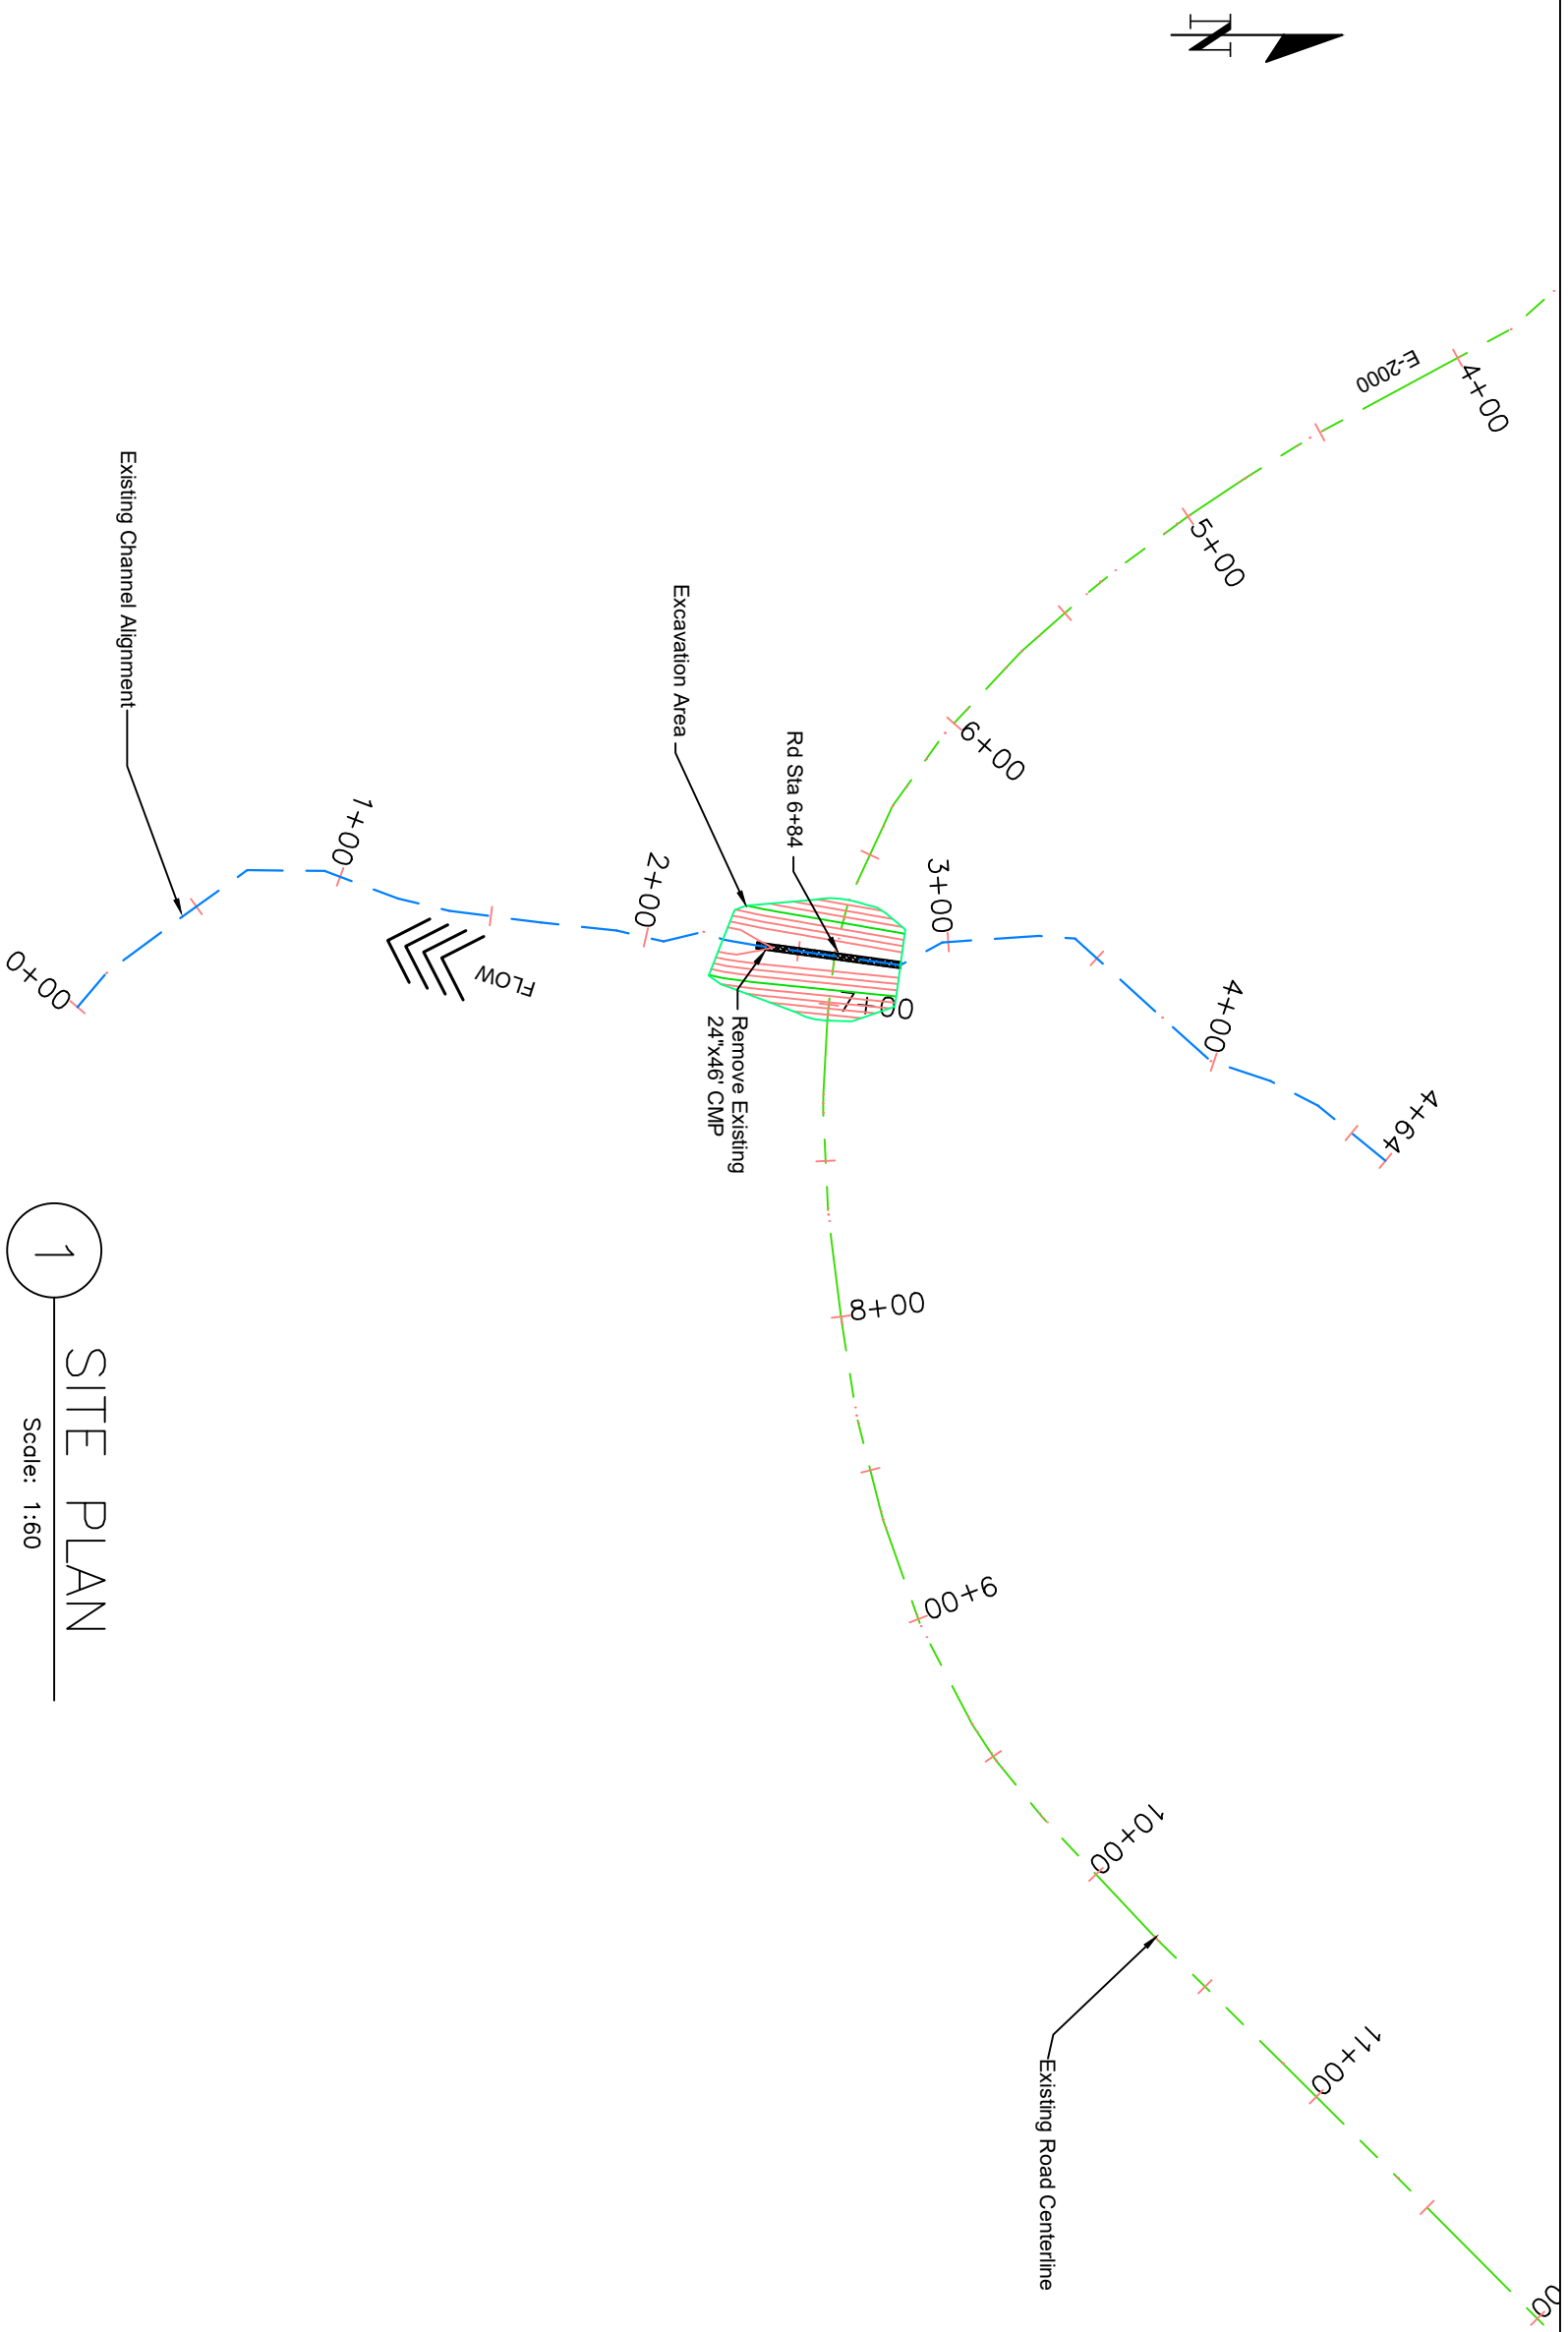 N
4+00
E-2000
5+00
6+00
3+00
4+00
4+64
Rd Sta 6+84
Excavation Area
2+00
Existing Channel Alignment
1+00
0+00
FLOW
7+00
Remove Existing
24"x46' CMP
8+00
9+00
10+00
11+00
Existing Road Centerline
1
SITE PLAN
Scale: 1:60